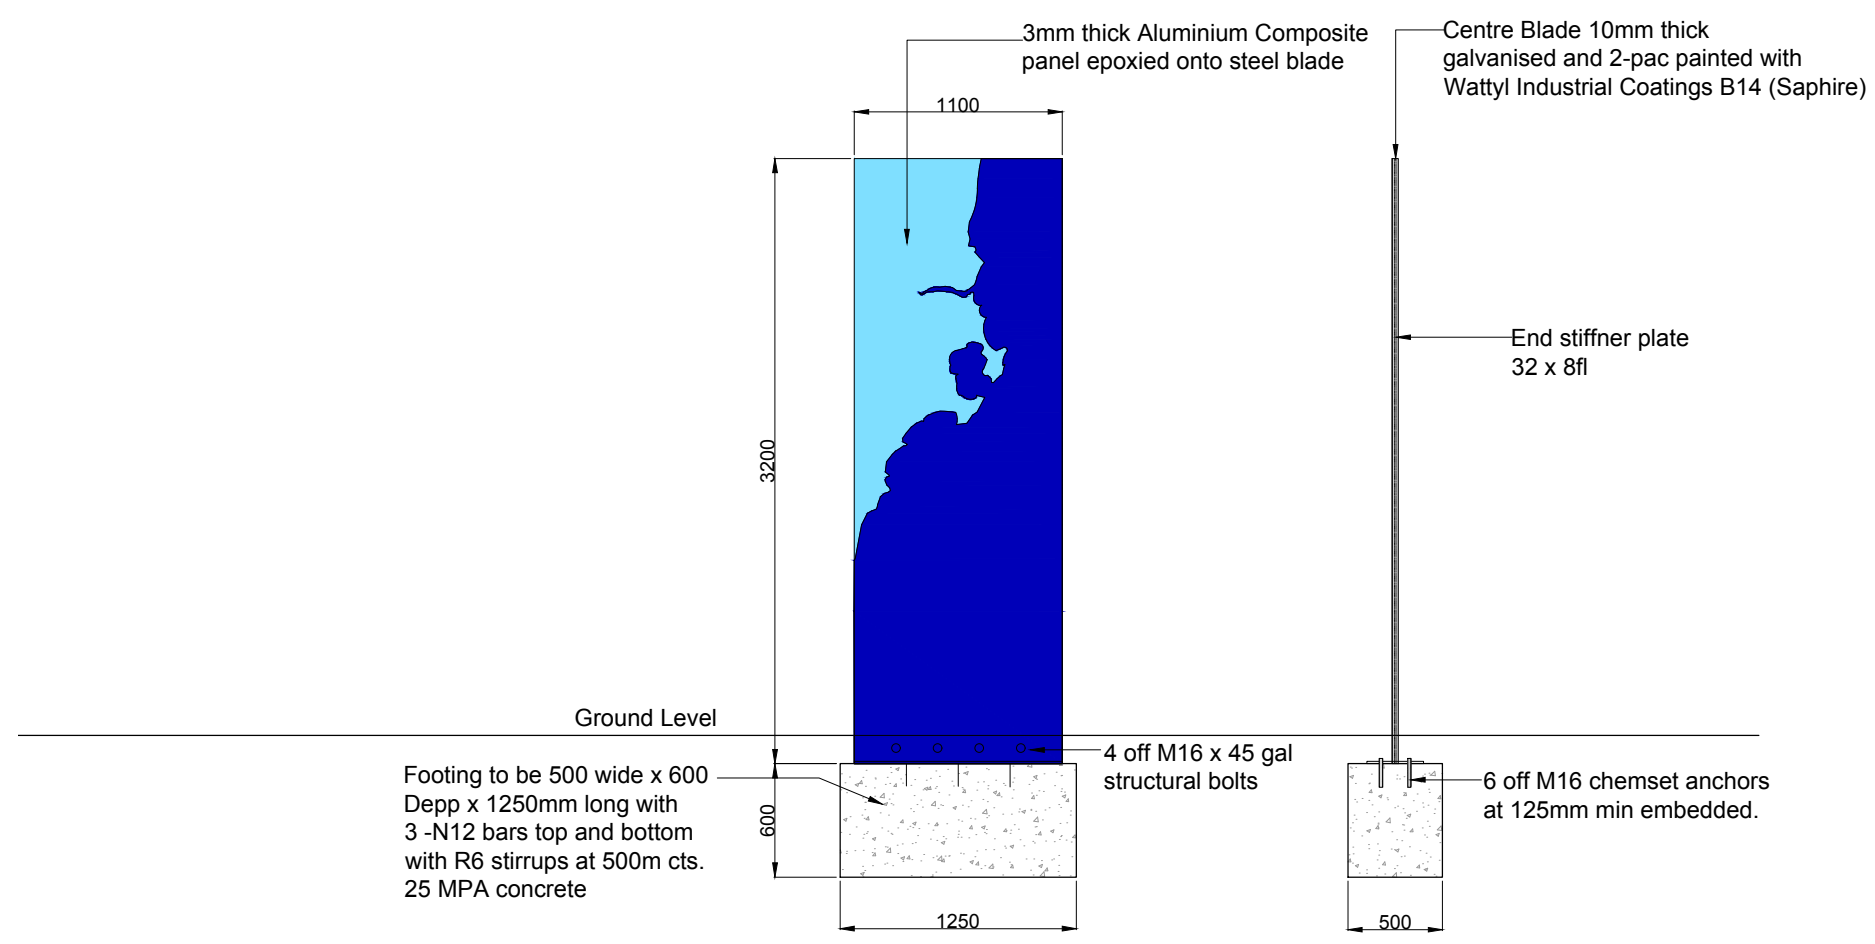 3mm thick Aluminium Composite
panel epoxied onto steel blade
Centre Blade 10mm thick
galvanised and 2-pac painted with
Wattyl Industrial Coatings B14 (Saphire)
1100
3200
End stiffner plate
32 x 8fl
Ground Level
4 off M16 x 45 gal
structural bolts
Footing to be 500 wide x 600
Depp x 1250mm long with
3 -N12 bars top and bottom
with R6 stirrups at 500m cts.
25 MPA concrete
600
6 off M16 chemset anchors
at 125mm min embedded.
1250
500